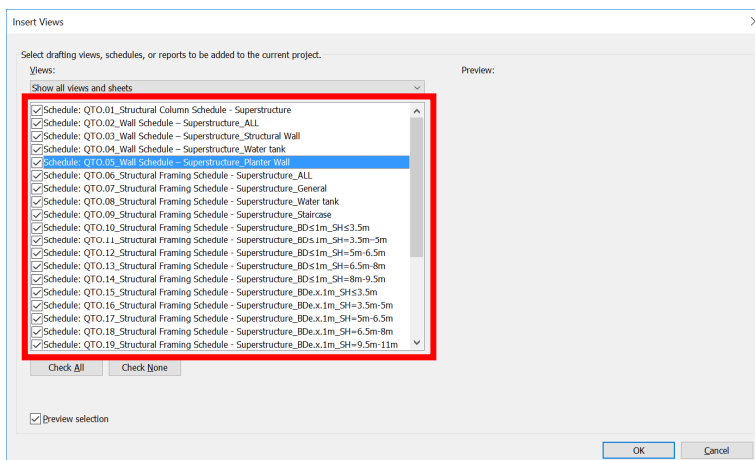 Insert Views
Select drafting views, schedules, or reports to be added to the current project.
Views:
Preview:
Show all views and sheets
Schedule: QTO.01_Structural Column Schedule - Superstructure
Schedule: QTO.02_Wall Schedule – Superstructure_ALL
Schedule: QTO.03_Wall Schedule – Superstructure_Structural Wall
Schedule: QTO.04_Wall Schedule – Superstructure_Water tank
Schedule: QTO.05_Wall Schedule – Superstructure_Planter Wall
Schedule: QTO.06_Structural Framing Schedule - Superstructure_ALL
Schedule: QTO.07_Structural Framing Schedule - Superstructure_General
Schedule: QTO.08_Structural Framing Schedule - Superstructure_Water tank
Schedule: QTO.09_Structural Framing Schedule - Superstructure_Staircase
Schedule: QTO.10_Structural Framing Schedule - Superstructure_BD≤1m_SH≤3.5m
Schedule: QTO.11_Structural Framing Schedule - Superstructure_BD≤1m_SH=3.5m-5m
Schedule: QTO.12_Structural Framing Schedule - Superstructure_BD≤1m_SH=5m-6.5m
Schedule: QTO.13_Structural Framing Schedule - Superstructure_BD≤1m_SH=6.5m-8m
Schedule: QTO.14_Structural Framing Schedule - Superstructure_BD≤1m_SH=8m-9.5m
Schedule: QTO.15_Structural Framing Schedule - Superstructure_BDe.x.1m_SH≤3.5m
Schedule: QTO.16_Structural Framing Schedule - Superstructure_BDe.x.1m_SH=3.5m-5m
Schedule: QTO.17_Structural Framing Schedule - Superstructure_BDe.x.1m_SH=5m-6.5m
Schedule: QTO.18_Structural Framing Schedule - Superstructure_BDe.x.1m_SH=6.5m-8m
Schedule: QTO.19_Structural Framing Schedule - Superstructure_BDe.x.1m_SH=9.5m-11m
Check All
Check None
Preview selection
OK
Cancel